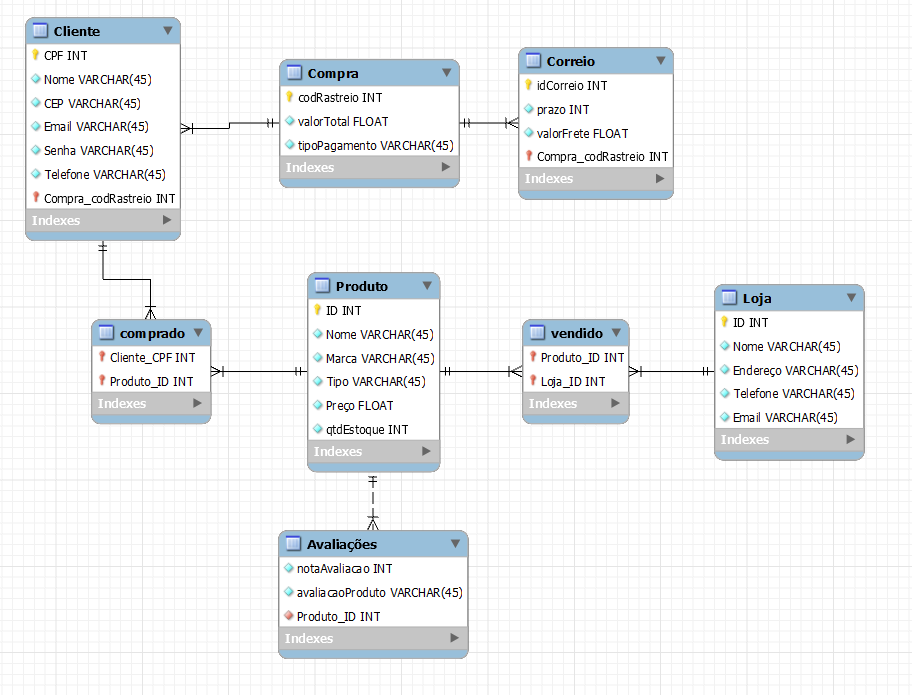 Cliente
CPF INT
Nome VARCHAR(45)
CEP VARCHAR(45)
Email VARCHAR(45)
Senha VARCHAR(45)
Telefone VARCHAR(45)
Compra_codRastreio INT
Indexes
Compra
codRastreio INT
valorTotal FLOAT
tipoPagamento VARCHAR(45)
Indexes
Correio
idCorreio INT
prazo INT
valorFrete FLOAT
Compra_codRastreio INT
Indexes
comprado
Cliente_CPF INT
Produto_ID INT
Indexes
Produto
ID INT
Nome VARCHAR(45)
Marca VARCHAR(45)
Tipo VARCHAR(45)
Preço FLOAT
qtdEstoque INT
Indexes
vendido
Produto_ID INT
Loja_ID INT
Indexes
Loja
ID INT
Nome VARCHAR(45)
Endereço VARCHAR(45)
Telefone VARCHAR(45)
Email VARCHAR(45)
Indexes
Avaliações
notaAvaliacao INT
avaliacaoProduto VARCHAR(45)
Produto_ID INT
Indexes